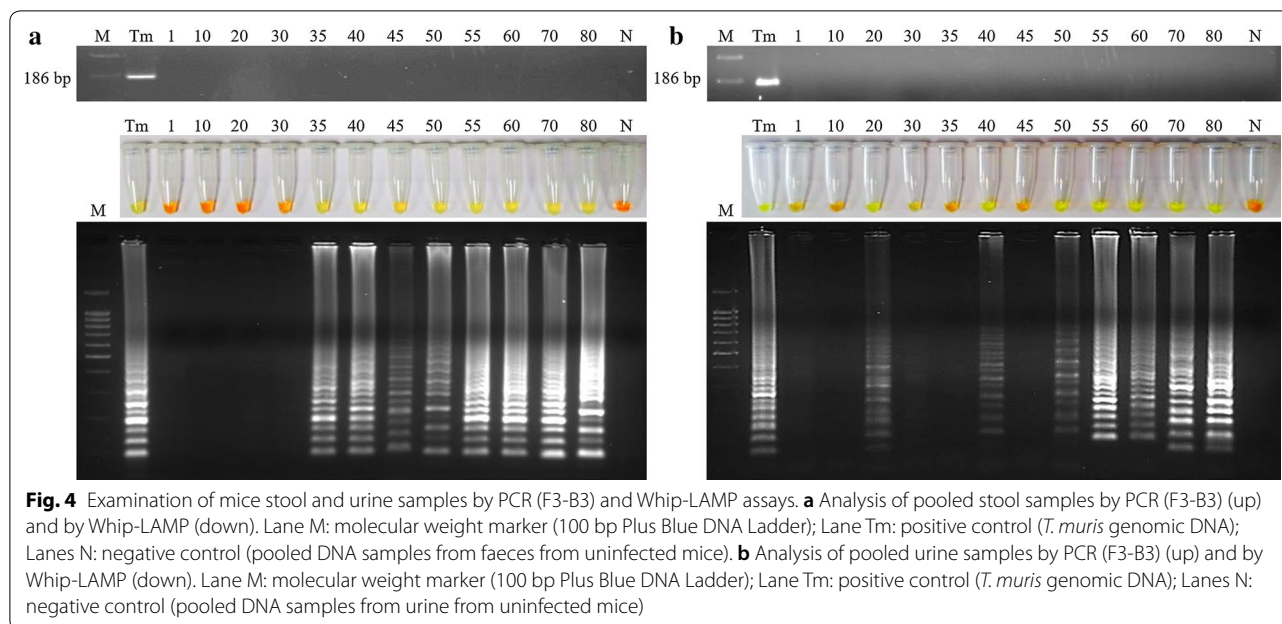 a
M Tm 1 10 20 30 35 40 45 50 55 60 70 80 N
186 bp
Tm 1 10 20 30 35 40 45 50 55 60 70 80 N
M
b
M Tm 1 10 20 30 35 40 45 50 55 60 70 80 N
186 bp
Tm 1 10 20 30 35 40 45 50 55 60 70 80 N
M
Fig. 4 Examination of mice stool and urine samples by PCR (F3-B3) and Whip-LAMP assays. a Analysis of pooled stool samples by PCR (F3-B3) (up)
and by Whip-LAMP (down). Lane M: molecular weight marker (100 bp Plus Blue DNA Ladder); Lane Tm: positive control (T. muris genomic DNA);
Lanes N: negative control (pooled DNA samples from faeces from uninfected mice). b Analysis of pooled urine samples by PCR (F3-B3) (up) and by
Whip-LAMP (down). Lane M: molecular weight marker (100 bp Plus Blue DNA Ladder); Lane Tm: positive control (T. muris genomic DNA); Lanes N:
negative control (pooled DNA samples from urine from uninfected mice)